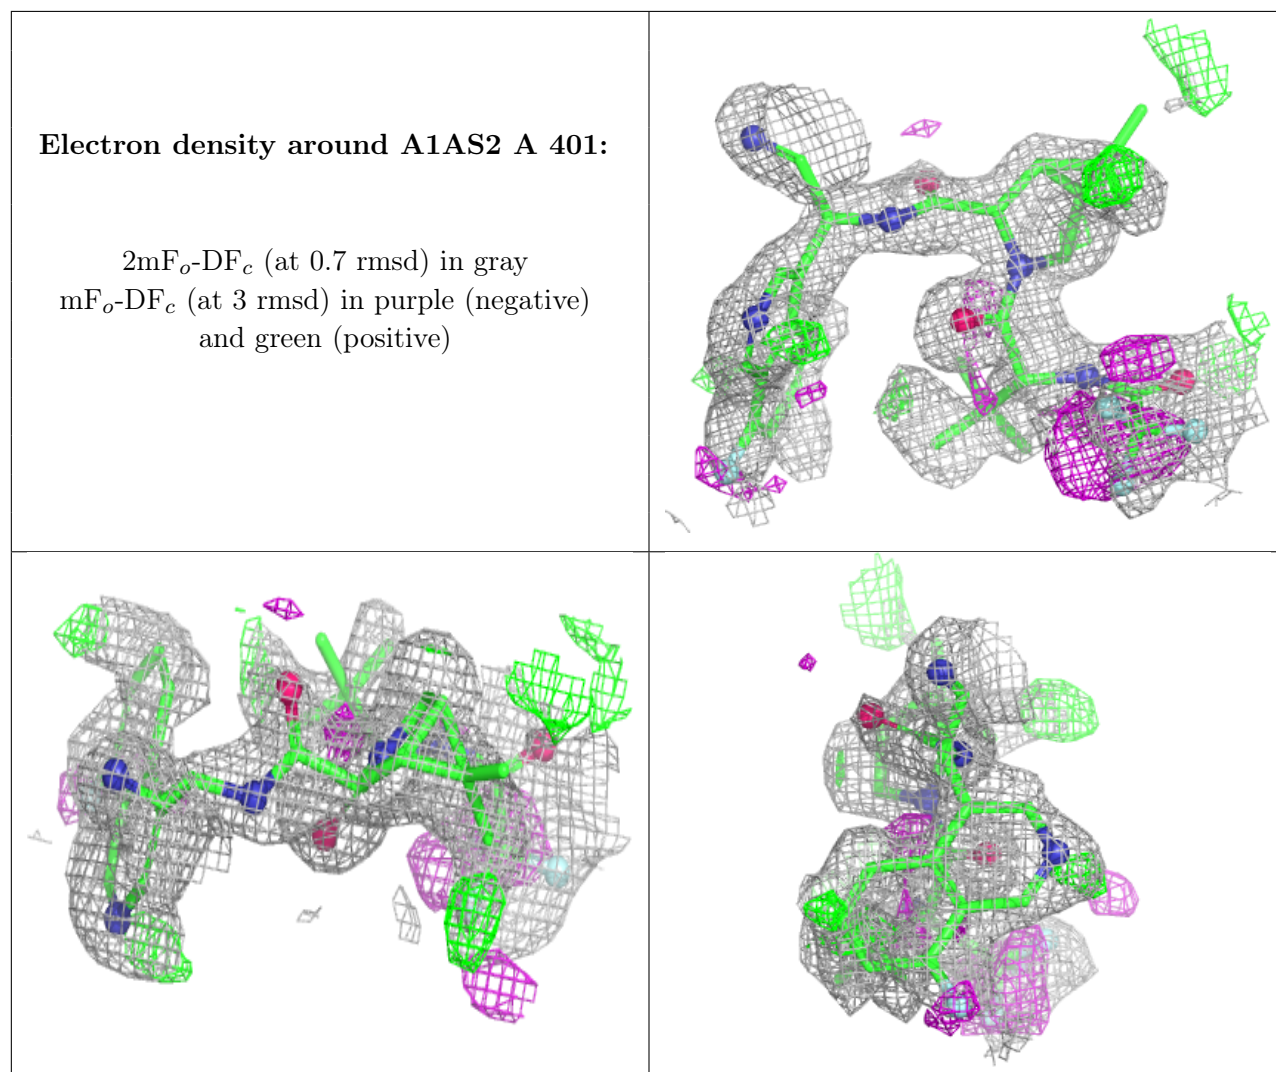 Electron density around A1AS2 A 401:
2mFo-DFc (at 0.7 rmsd) in gray
mFo-DFc (at 3 rmsd) in purple (negative)
and green (positive)